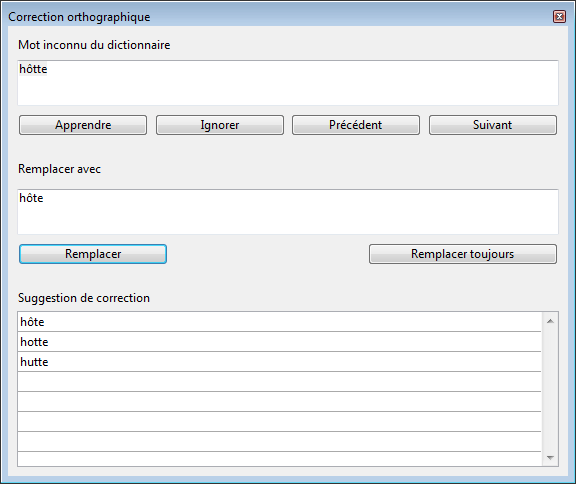 Correction orthographique
Mot inconnu du dictionnaire
hôtte
Apprendre Ignorer Précédent Suivant
Remplacer avec
hôte
Remplacer Remplacer toujours
Suggestion de correction
hôte
hotte
hutte